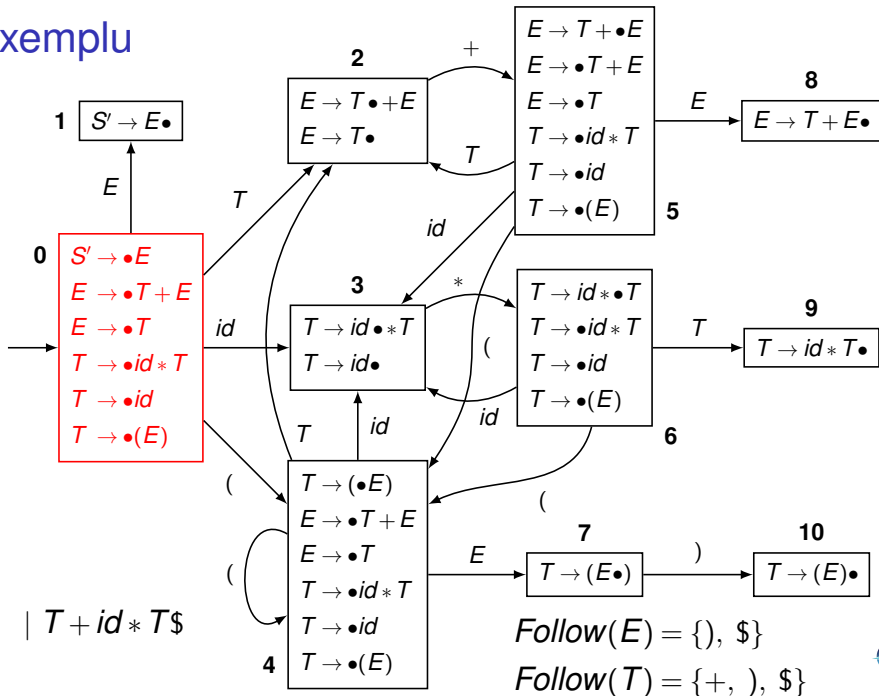 xemplu
1
S′ → E●
E
0
S′ → ●E
E → ●T + E
E → ●T
T → ●id * T
T → ●id
T → ●(E)
T
id
(
2
E → T● + E
E → T●
+
T
5
E → T + ●E
E → ●T + E
E → ●T
T → ●id * T
T → ●id
T → ●(E)
E
8
E → T + E●
id
(
3
T → id● * T
T → id●
*
id
6
T → id * ●T
T → ●id * T
T → ●id
T → ●(E)
T
9
T → id * T●
(
T
id
(
4
T → (●E)
E → ●T + E
E → ●T
T → ●id * T
T → ●id
T → ●(E)
E
7
T → (E●)
)
10
T → (E)●
| T + id * T$
Follow(E) = {), $}
Follow(T) = {+, ), $}